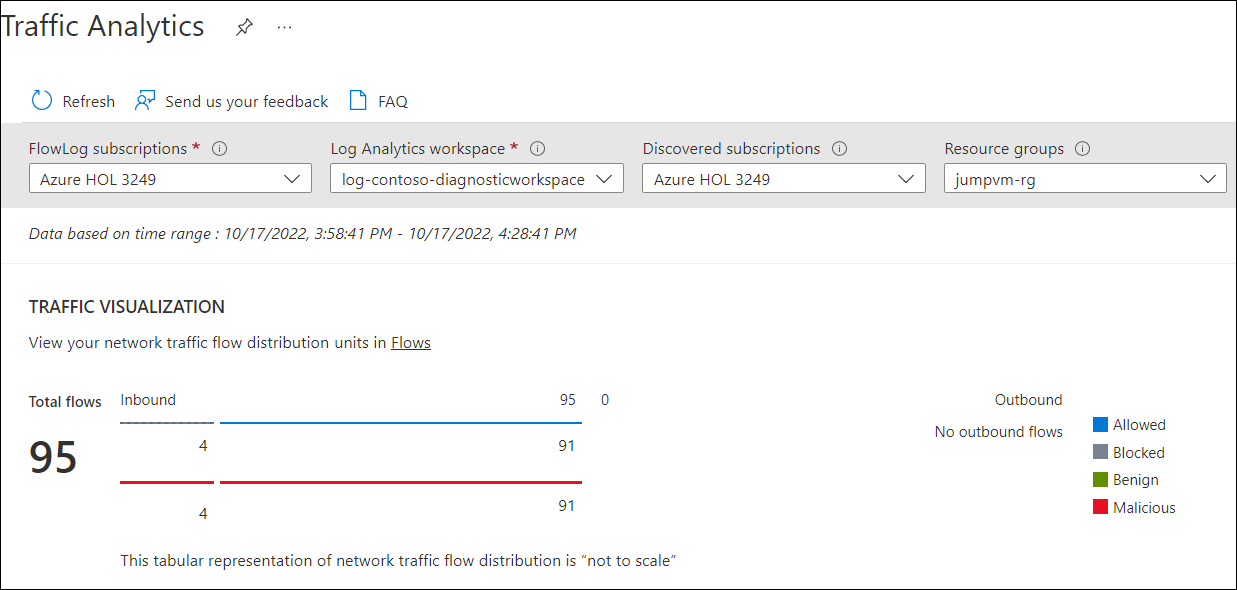 Traffic Analytics ...
Refresh Send us your feedback FAQ
FlowLog subscriptions * Log Analytics workspace * Discovered subscriptions Resource groups
Azure HOL 3249 log-contoso-diagnosticworkspace Azure HOL 3249 jumpvm-rg
Data based on time range : 10/17/2022, 3:58:41 PM - 10/17/2022, 4:28:41 PM
TRAFFIC VISUALIZATION
View your network traffic flow distribution units in Flows
Total flows Inbound 95 0 Outbound
95
4 91
4 91
No outbound flows
Allowed
Blocked
Benign
Malicious
This tabular representation of network traffic flow distribution is “not to scale”